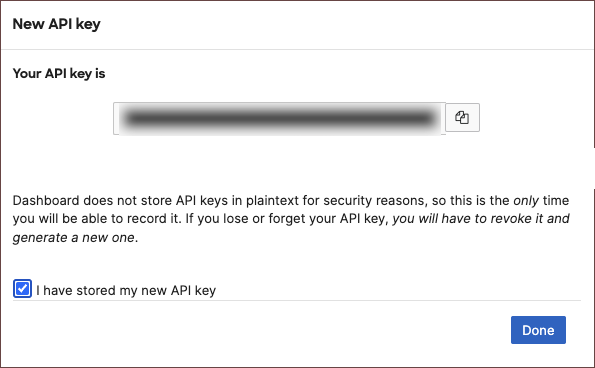 New API key
Your API key is
Dashboard does not store API keys in plaintext for security reasons, so this is the only time
you will be able to record it. If you lose or forget your API key, you will have to revoke it and
generate a new one.
I have stored my new API key
Done